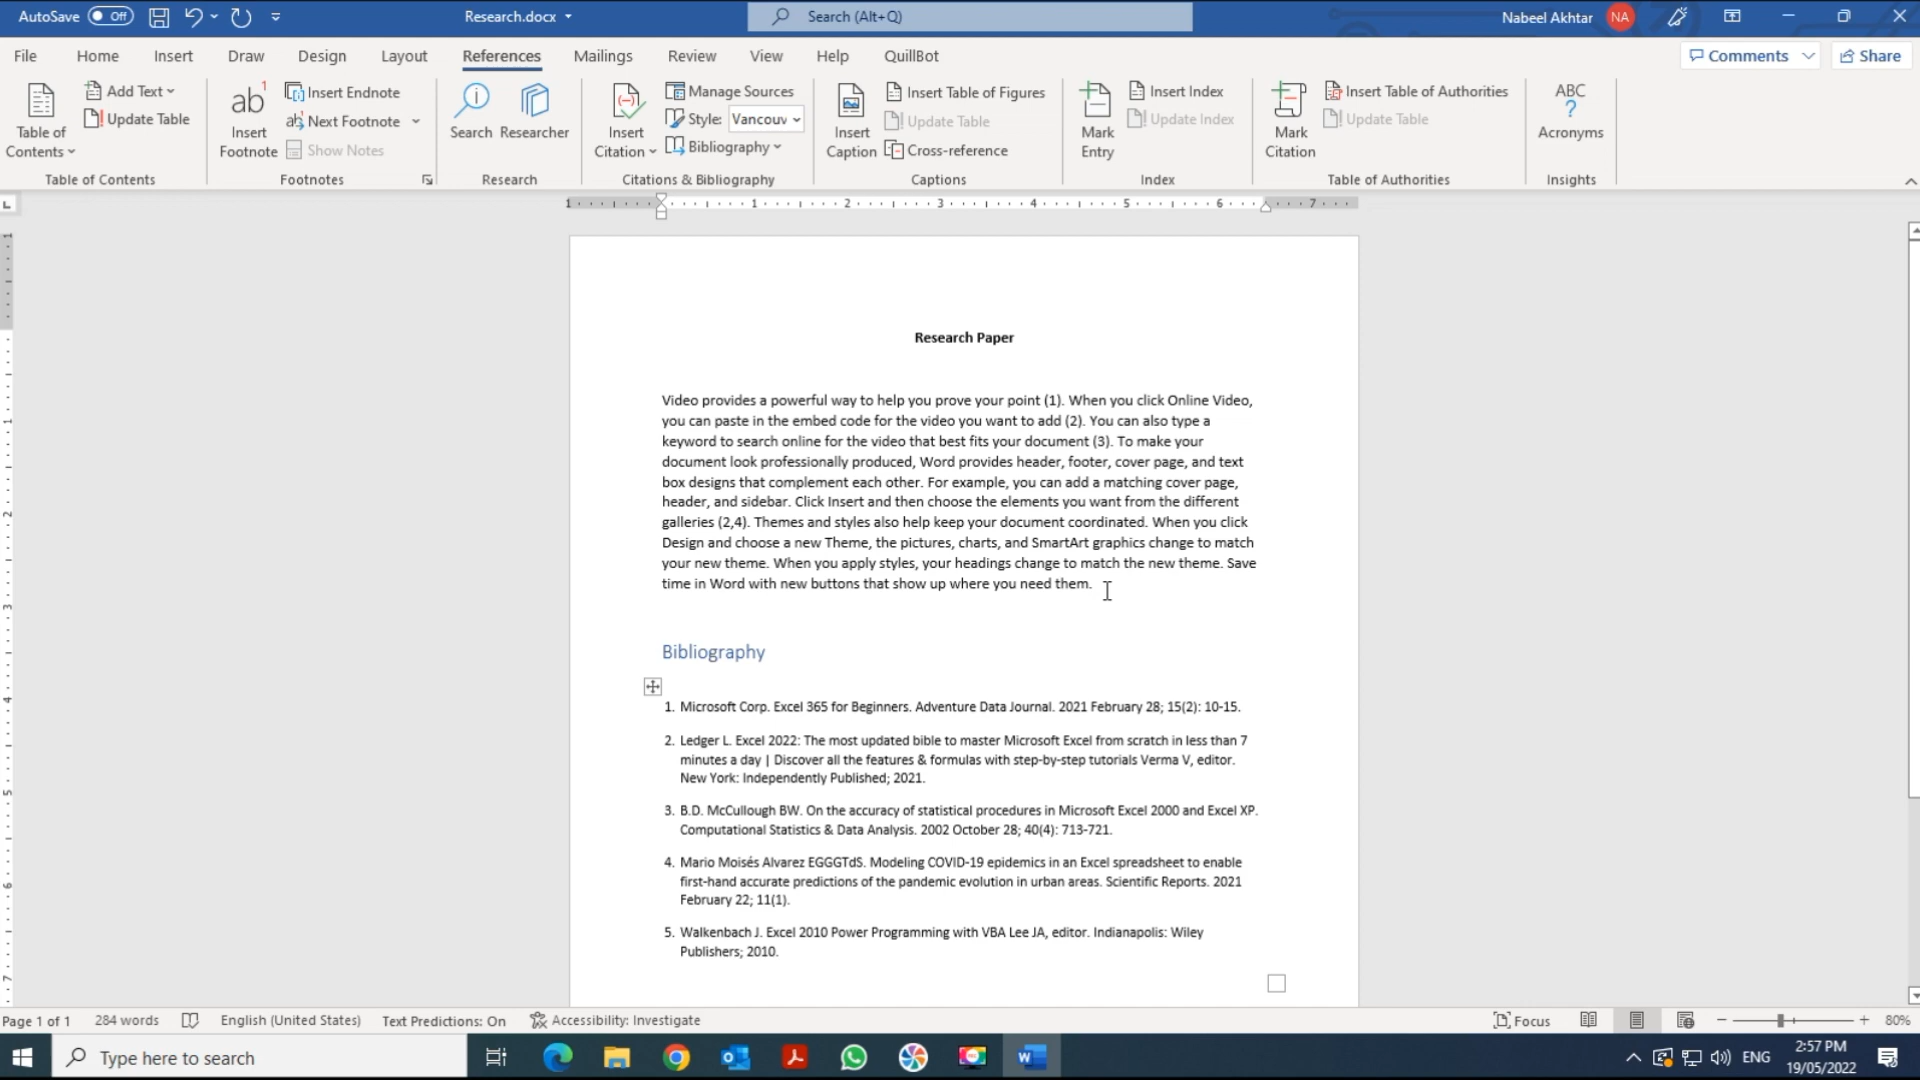 AutoSave Off Research.docx Search (Alt+Q) Nabeel Akhtar NA
File Home Insert Draw Design Layout References Mailings Review View Help QuillBot Comments Share
Table of Contents
Add Text
Update Table
Table of Contents
ab 1
Insert Footnote
Insert Endnote
ab Next Footnote
Show Notes
Footnotes
Search
Researcher
Research
Insert Citation
Manage Sources
Style: Vancouv
Bibliography
Citations & Bibliography
Insert Caption
Insert Table of Figures
Update Table
Cross-reference
Captions
Mark Entry
Insert Index
Update Index
Index
Mark Citation
Insert Table of Authorities
Update Table
Table of Authorities
ABC
?
Acronyms
Insights
1 1 2 3 4 5 6 7
1
1
2
3
4
5
6
7
Research Paper
Video provides a powerful way to help you prove your point (1). When you click Online Video,
you can paste in the embed code for the video you want to add (2). You can also type a
keyword to search online for the video that best fits your document (3). To make your
document look professionally produced, Word provides header, footer, cover page, and text
box designs that complement each other. For example, you can add a matching cover page,
header, and sidebar. Click Insert and then choose the elements you want from the different
galleries (2,4). Themes and styles also help keep your document coordinated. When you click
Design and choose a new Theme, the pictures, charts, and SmartArt graphics change to match
your new theme. When you apply styles, your headings change to match the new theme. Save
time in Word with new buttons that show up where you need them.
Bibliography
1. Microsoft Corp. Excel 365 for Beginners. Adventure Data Journal. 2021 February 28; 15(2): 10-15.
2. Ledger L. Excel 2022: The most updated bible to master Microsoft Excel from scratch in less than 7
minutes a day | Discover all the features & formulas with step-by-step tutorials Verma V, editor.
New York: Independently Published; 2021.
3. B.D. McCullough BW. On the accuracy of statistical procedures in Microsoft Excel 2000 and Excel XP.
Computational Statistics & Data Analysis. 2002 October 28; 40(4): 713-721.
4. Mario Moisés Alvarez EGGGTdS. Modeling COVID-19 epidemics in an Excel spreadsheet to enable
first-hand accurate predictions of the pandemic evolution in urban areas. Scientific Reports. 2021
February 22; 11(1).
5. Walkenbach J. Excel 2010 Power Programming with VBA Lee JA, editor. Indianapolis: Wiley
Publishers; 2010.
Page 1 of 1 284 words English (United States) Text Predictions: On Accessibility: Investigate Focus 80%
Type here to search ENG 2:57 PM
19/05/2022